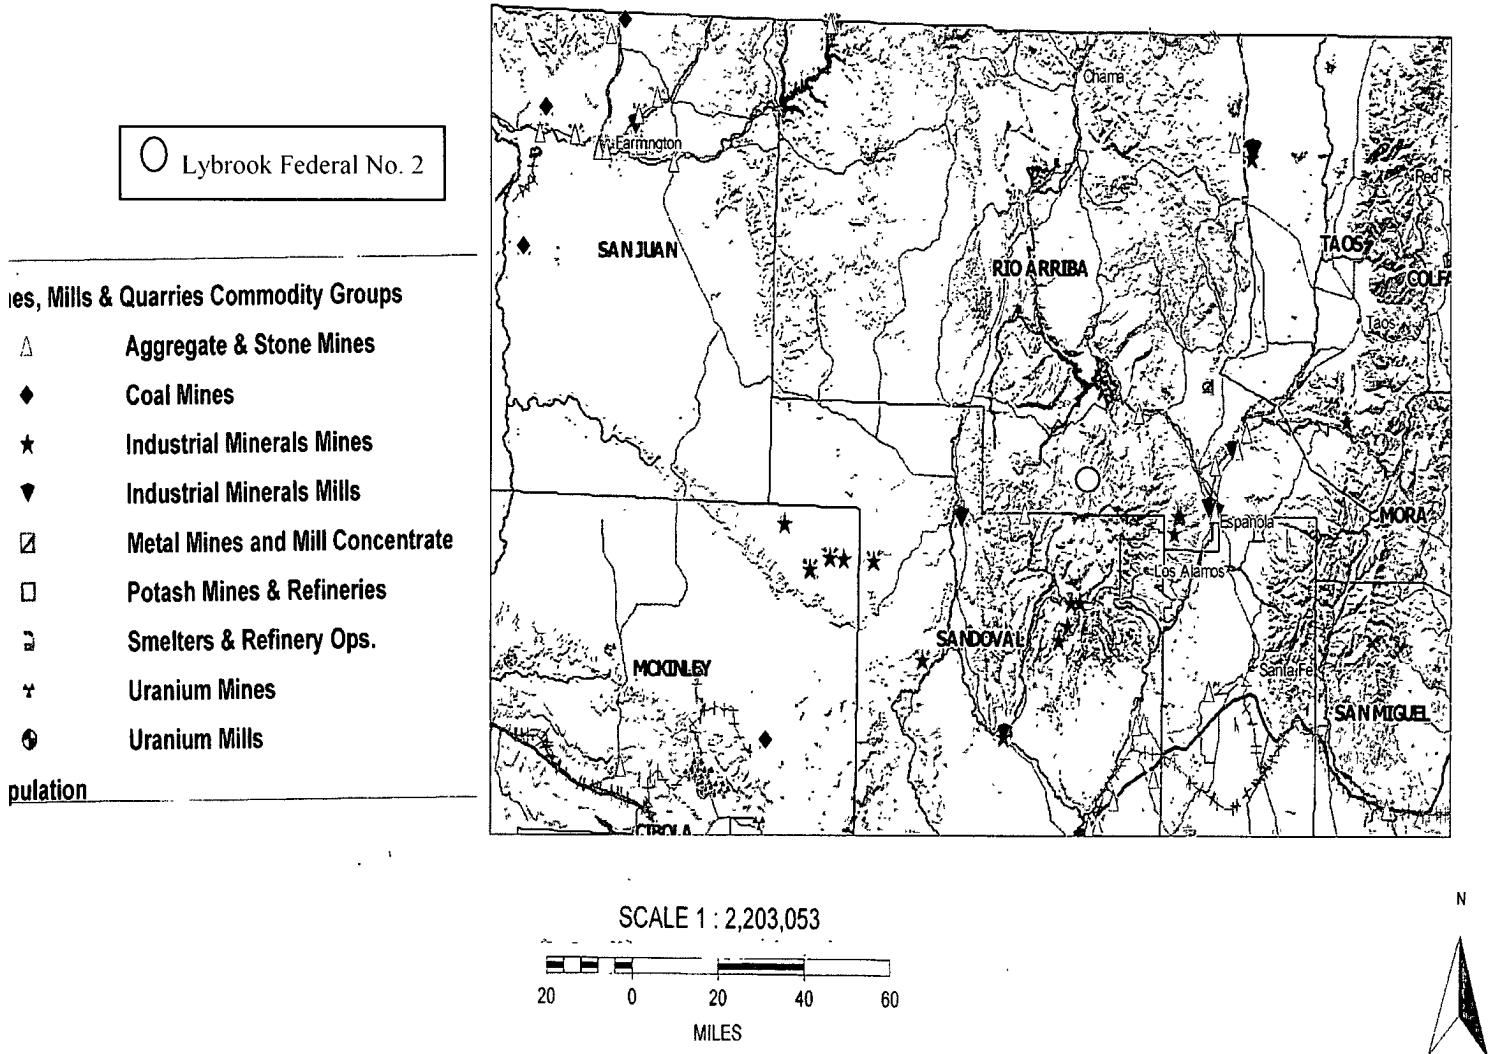 Lybrook Federal No. 2
es, Mills & Quarries Commodity Groups
Aggregate & Stone Mines
Coal Mines
Industrial Minerals Mines
Industrial Minerals Mills
Metal Mines and Mill Concentrate
Potash Mines & Refineries
Smelters & Refinery Ops.
Uranium Mines
Uranium Mills
pulation
Chama
Farmington
Red R
SAN JUAN
TAOS
RIO ARRIBA
COLFA
Taos
MORA
Española
Los Alamos
SANDOVAL
MCKINLEY
Santa Fe
SAN MIGUEL
CIBOLA
SCALE 1 : 2,203,053
20 0 20 40 60
MILES
N